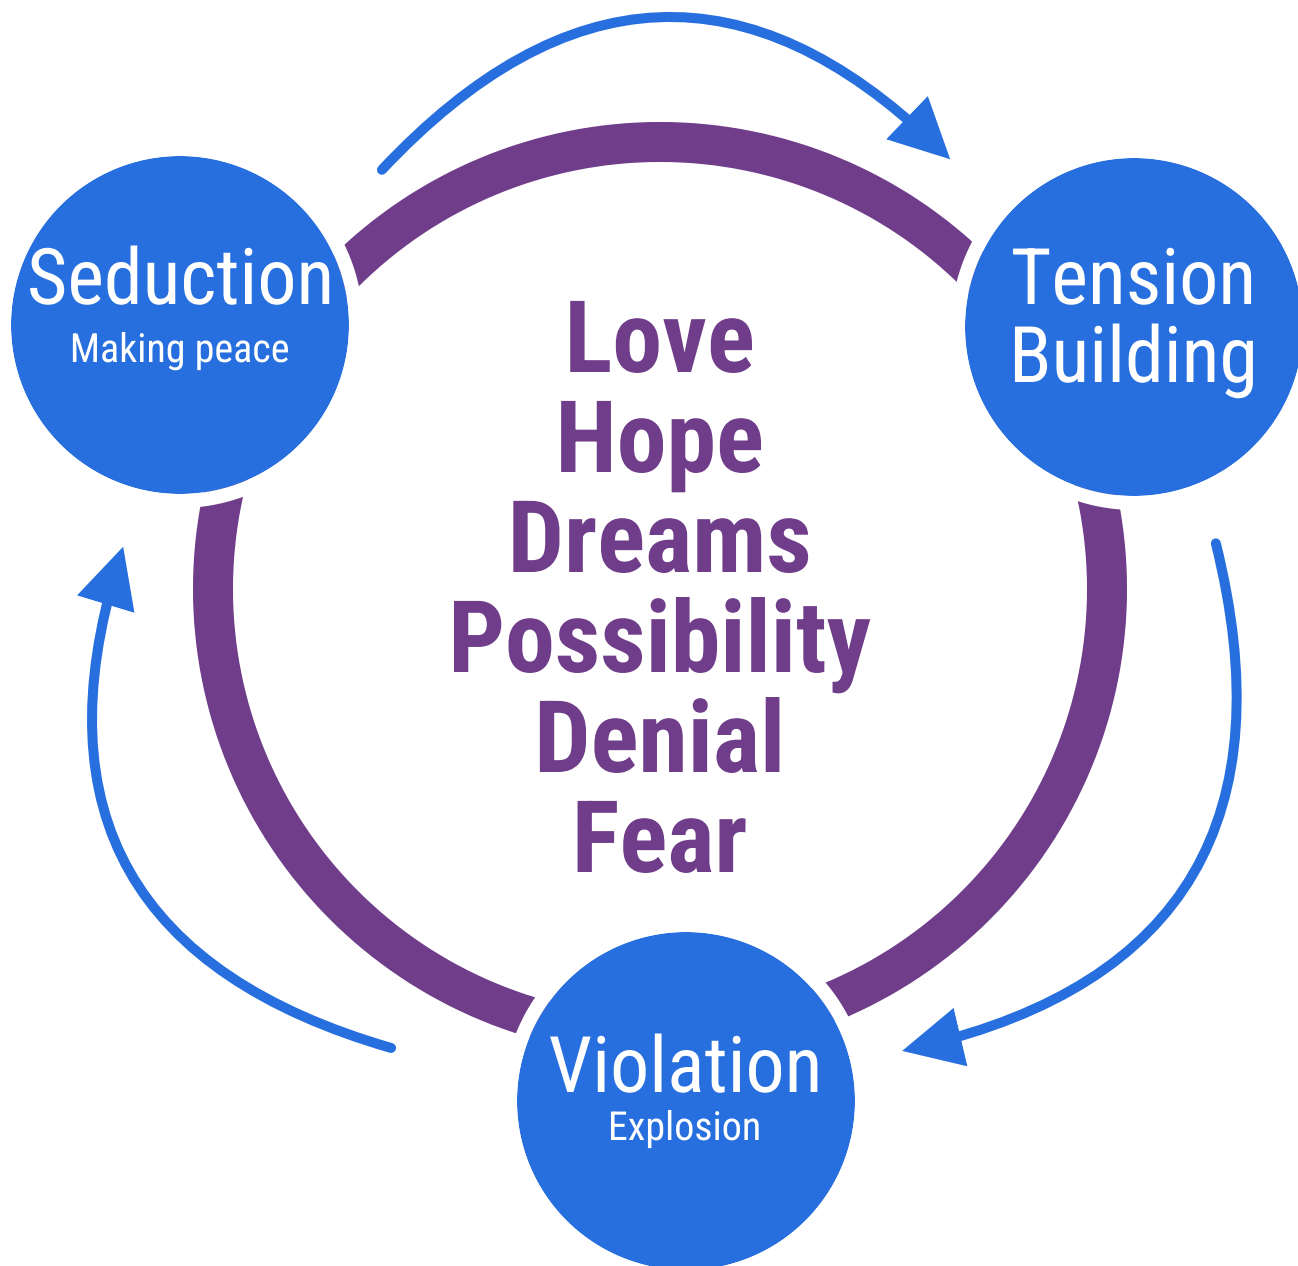 Seduction
Making peace
Tension
Building
Love
Hope
Dreams
Possibility
Denial
Fear
Violation
Explosion